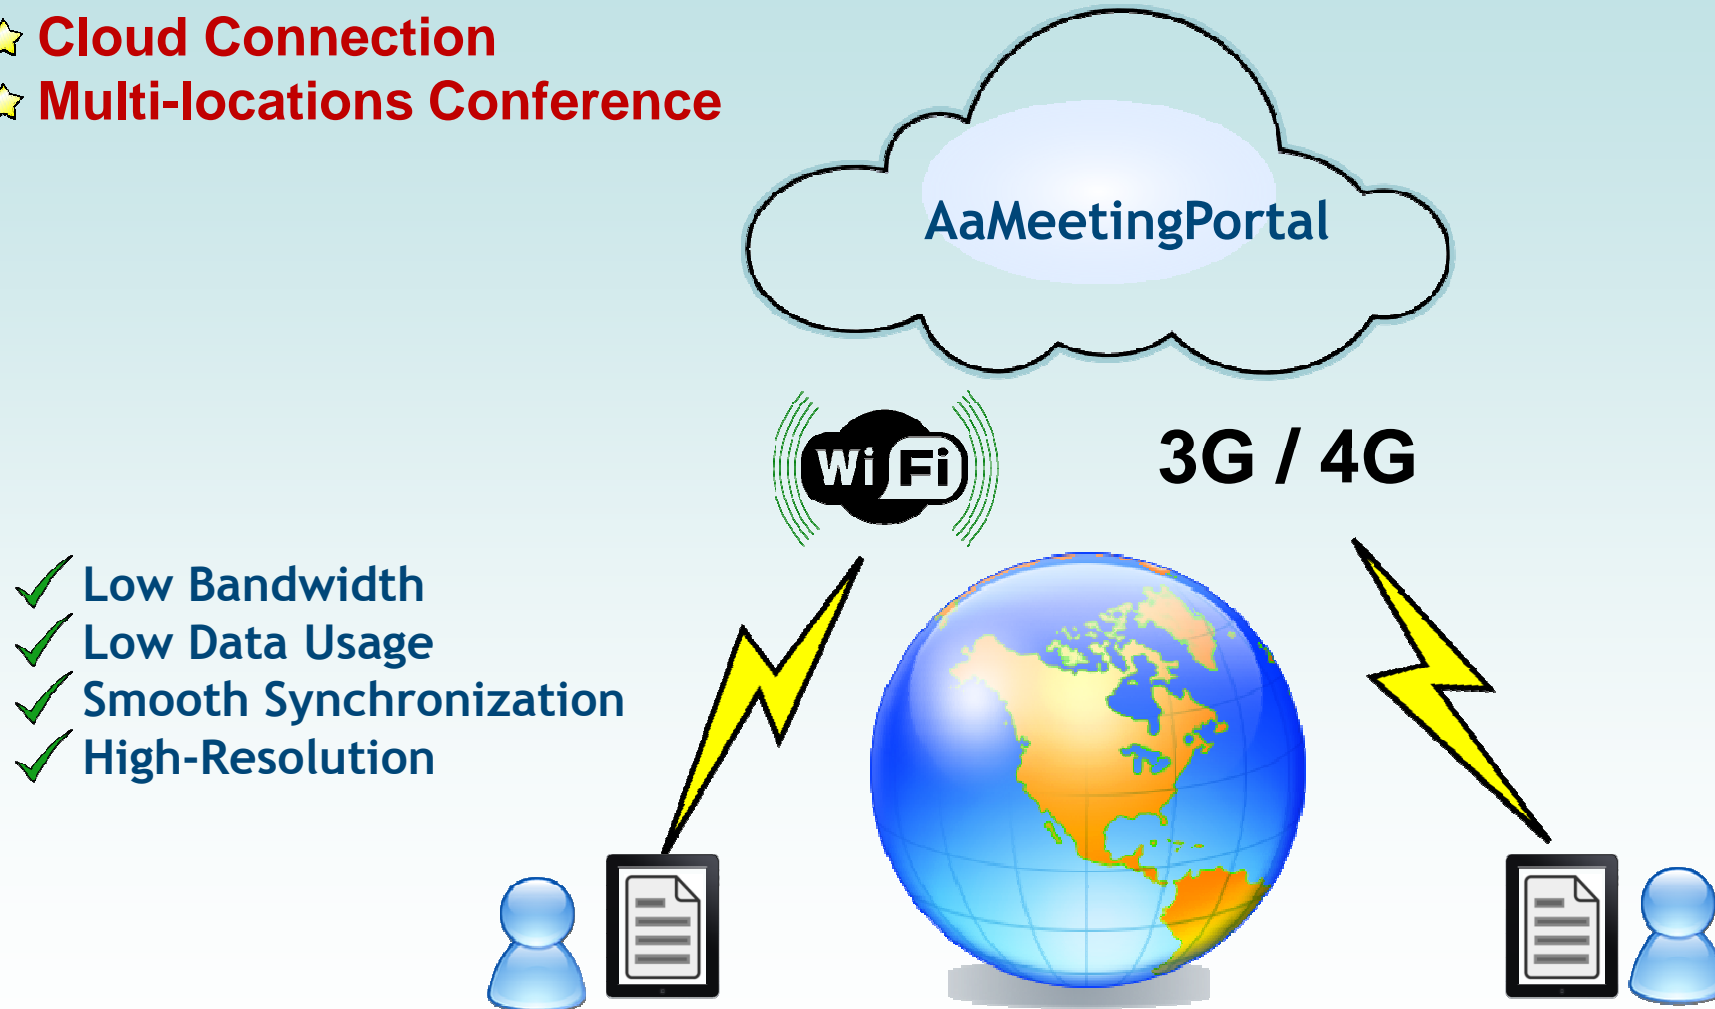 Cloud Connection
Multi-locations Conference
AaMeetingPortal
Wi Fi
3G / 4G
Low Bandwidth
Low Data Usage
Smooth Synchronization
High-Resolution